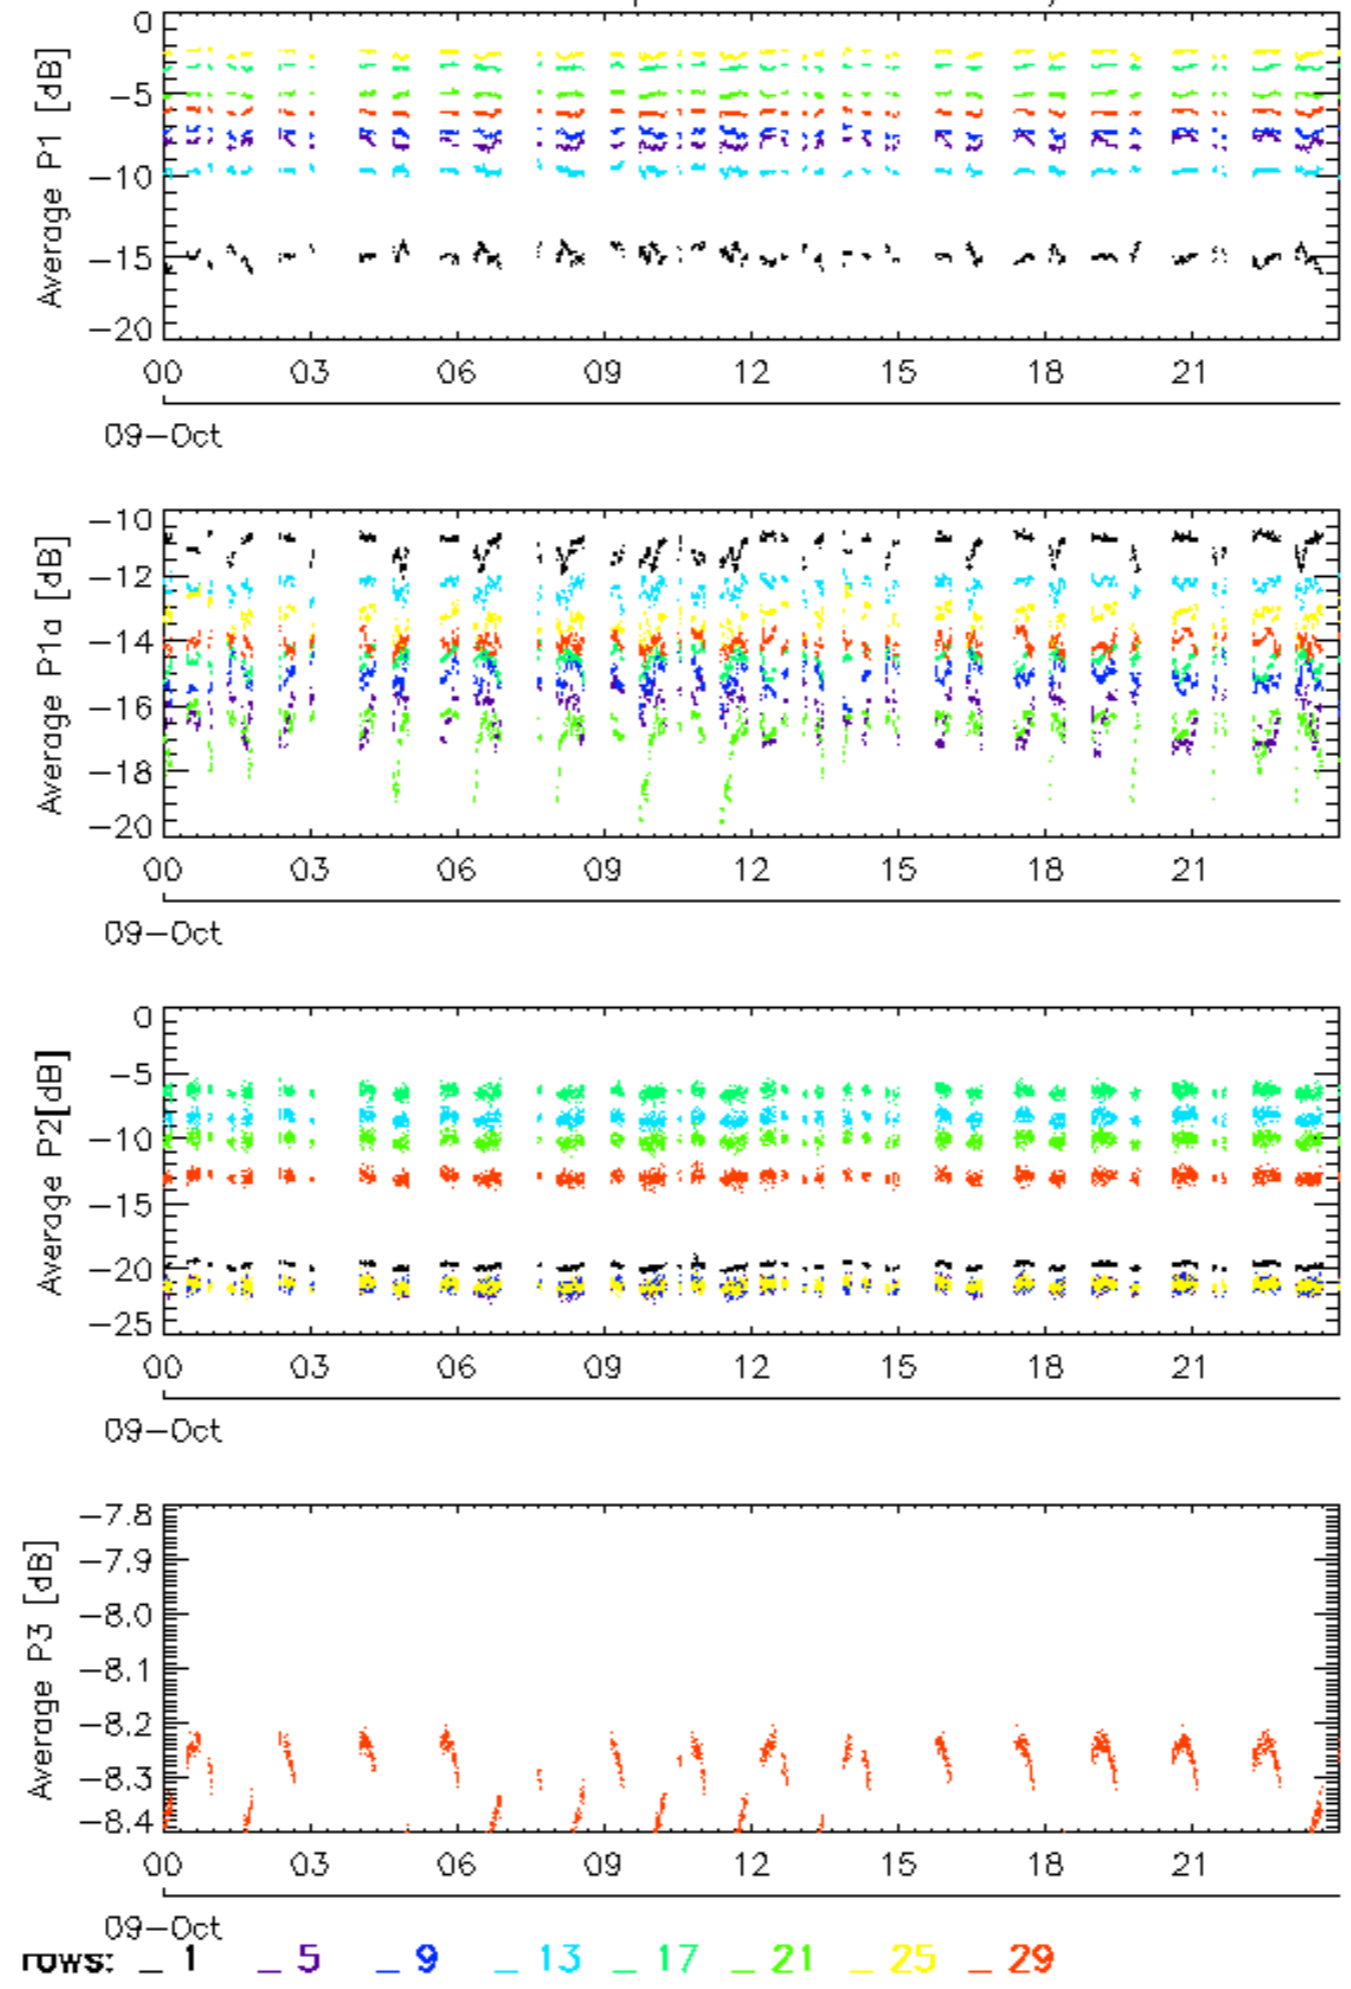 0
−5
−10
−15
−20
Average P1 [dB]
00 03 06 09 12 15 18 21
09−Oct
−10
−12
−14
−16
−18
−20
Average P1a [dB]
00 03 06 09 12 15 18 21
09−Oct
0
−5
−10
−15
−20
−25
Average P2[dB]
00 03 06 09 12 15 18 21
09−Oct
−7.8
−7.9
−8.0
−8.1
−8.2
−8.3
−8.4
Average P3 [dB]
00 03 06 09 12 15 18 21
09−Oct
rows: _ 1 _ 5 _ 9 _ 13 _ 17 _ 21 _ 25 _ 29